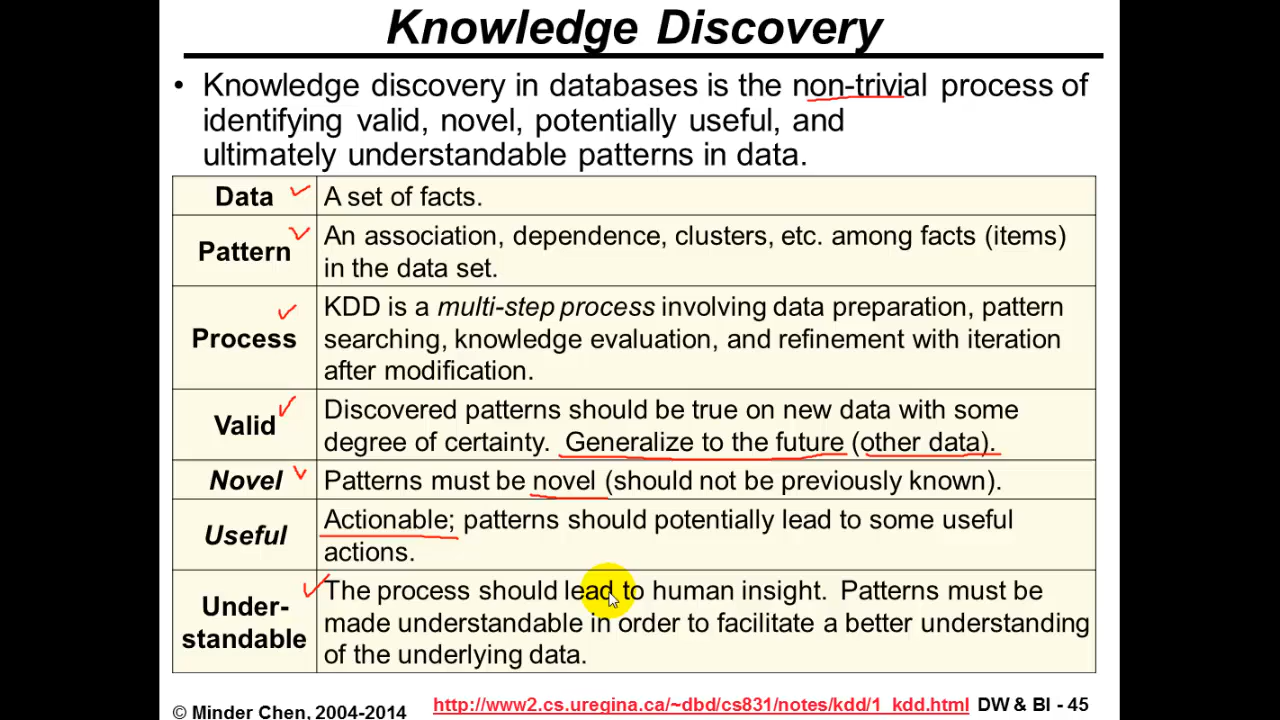 Knowledge Discovery
• Knowledge discovery in databases is the non-trivial process of
identifying valid, novel, potentially useful, and
ultimately understandable patterns in data.
Data A set of facts.
Pattern An association, dependence, clusters, etc. among facts (items)
in the data set.
Process KDD is a multi-step process involving data preparation, pattern
searching, knowledge evaluation, and refinement with iteration
after modification.
Valid Discovered patterns should be true on new data with some
degree of certainty. Generalize to the future (other data).
Novel Patterns must be novel (should not be previously known).
Useful Actionable; patterns should potentially lead to some useful
actions.
Under-
standable
The process should lead to human insight. Patterns must be
made understandable in order to facilitate a better understanding
of the underlying data.
© Minder Chen, 2004-2014 http://www2.cs.uregina.ca/~dbd/cs831/notes/kdd/1_kdd.html DW & BI - 45